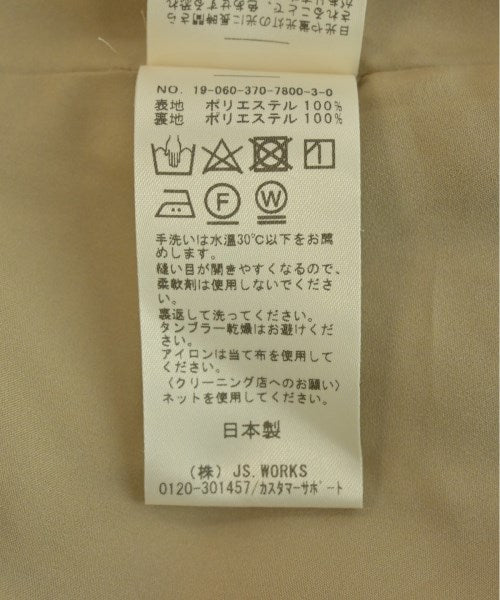 NO. 19-060-370-7800-3-0
表地 ポリエステル 100%
裏地 ポリエステル 100%
F W
手洗いは水温30℃以下をお薦
めします。
縫い目が開きやすくなるので、
柔軟剤は使用しないでくださ
い。
裏返して洗ってください。
タンブラー乾燥はお避けくだ
さい。
アイロンは当て布を使用して
ください。
〈クリーニング店へのお願い〉
ネットを使用してください。
日本製
(株) JS.WORKS
0120-301457/カスタマーサポート